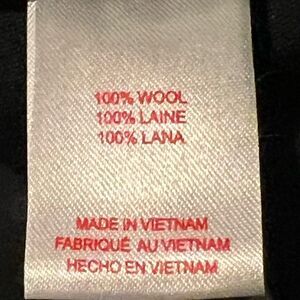 100% WOOL
100% LAINE
100% LANA
MADE IN VIETNAM
FABRIQUÉ AU VIETNAM
HECHO EN VIETNAM